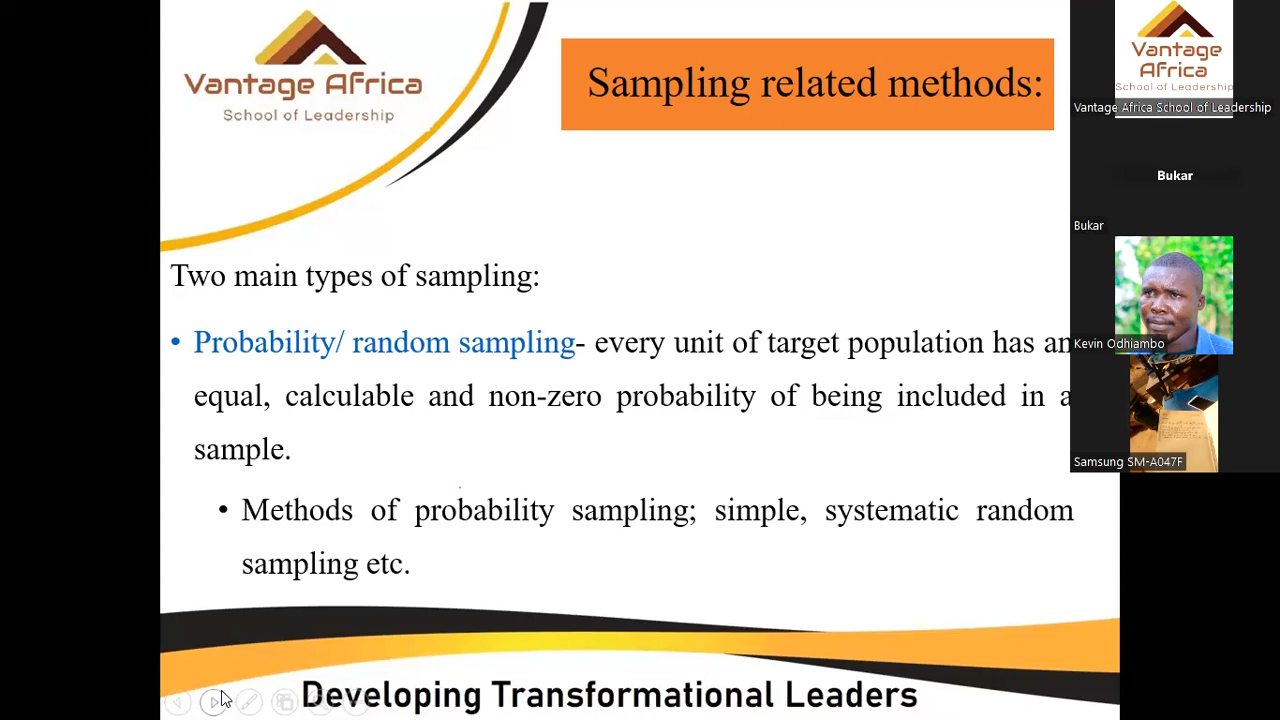 Vantage Africa
School of Leadership
Sampling related methods:
Two main types of sampling:
• Probability/ random sampling- every unit of target population has an
equal, calculable and non-zero probability of being included in a
sample.
• Methods of probability sampling; simple, systematic random
sampling etc.
Developing Transformational Leaders
Vantage
Africa
School of Leadership
Vantage Africa School of Leadership
Bukar
Bukar
Kevin Odhiambo
Samsung SM-A047F